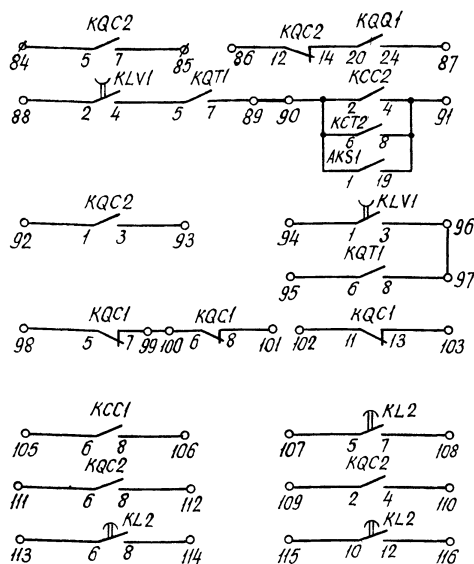 KQC2 KQC2 KQQ1
84 5 7 85 86 12 14 20 24 87
KLV1 KQT1 KCC2
88 2 4 5 7 89 90 2 4 91
KCT2
6 8
AKS1
1 19
KQC2 KLV1
92 1 3 93 94 1 3 96
KQT1
95 6 8 97
KQC1 KQC1 KQC1
98 5 7 99 100 6 8 101 102 11 13 103
KCC1 KL2
105 6 8 106 107 5 7 108
KQC2 KQC2
111 6 8 112 109 2 4 110
KL2 KL2
113 6 8 114 115 10 12 116